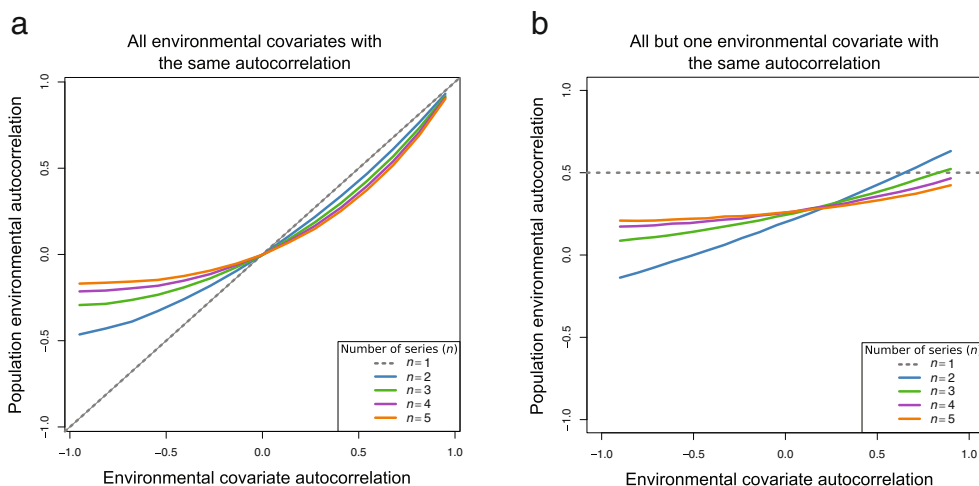 a
All environmental covariates with
the same autocorrelation
Population environmental autocorrelation
1.0
0.5
0.0
−0.5
−1.0
−1.0
−0.5
0.0
0.5
1.0
Environmental covariate autocorrelation
Number of series (n)
n=1
n=2
n=3
n=4
n=5
b
All but one environmental covariate with
the same autocorrelation
Population environmental autocorrelation
1.0
0.5
0.0
−0.5
−1.0
−1.0
−0.5
0.0
0.5
1.0
Environmental covariate autocorrelation
Number of series (n
n=1
n=2
n=3
n=4
n=5